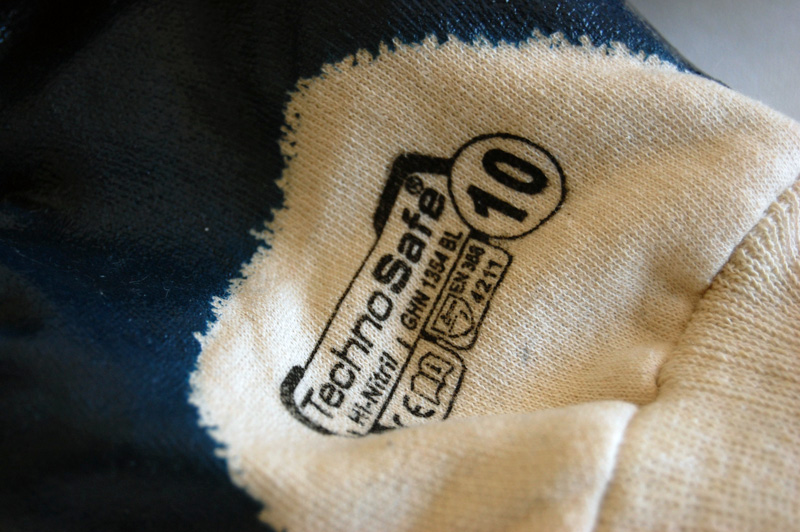 10
TechnoSafe®
Hi-Nitril | GHN 1354 BL
CE
EN 388
4211